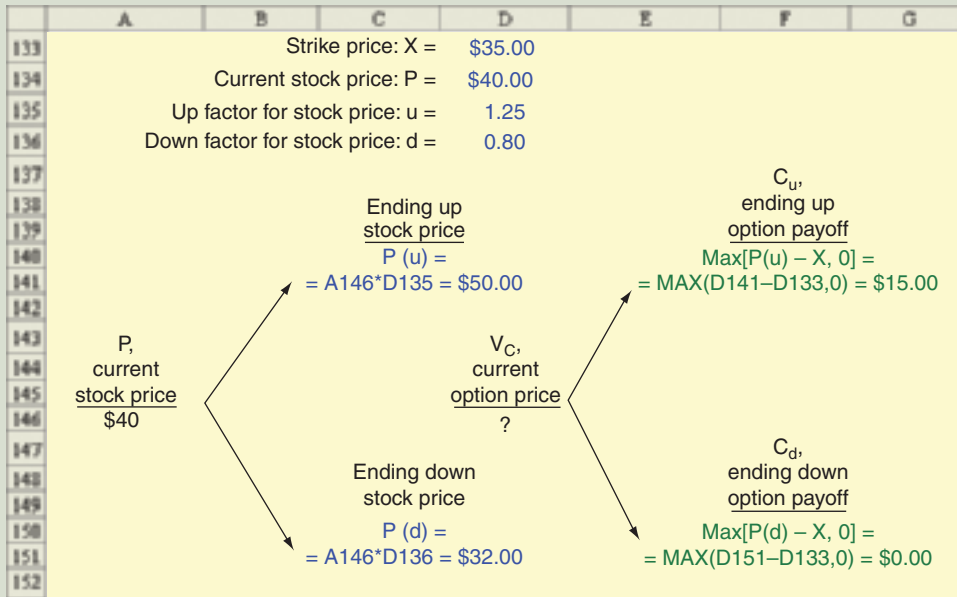 A B C D E F G
133 Strike price: X = $35.00
134 Current stock price: P = $40.00
135 Up factor for stock price: u = 1.25
136 Down factor for stock price: d = 0.80
137 Cu,
138 Ending up ending up
139 stock price option payoff
140 P (u) = Max[P(u) – X, 0] =
141 = A146*D135 = $50.00 = MAX(D141–D133,0) = $15.00
142
143 P, VC,
144 current current
145 stock price option price
146 $40 ?
147 Cd,
148 Ending down ending down
149 stock price option payoff
150 P (d) = Max[P(d) – X, 0] =
151 = A146*D136 = $32.00 = MAX(D151–D133,0) = $0.00
152